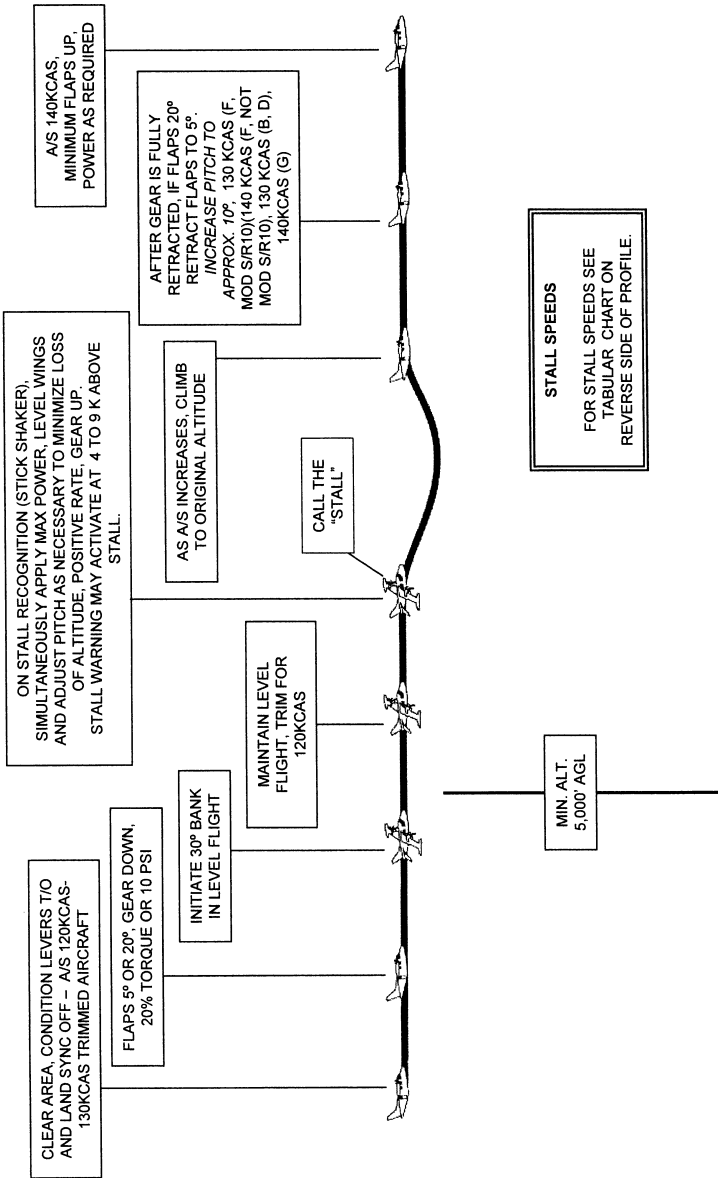 CLEAR AREA, CONDITION LEVERS T/O
AND LAND SYNC OFF – A/S 120KCAS-
130KCAS TRIMMED AIRCRAFT
FLAPS 5º OR 20º, GEAR DOWN,
20% TORQUE OR 10 PSI
INITIATE 30º BANK
IN LEVEL FLIGHT
MAINTAIN LEVEL
FLIGHT, TRIM FOR
120KCAS
ON STALL RECOGNITION (STICK SHAKER),
SIMULTANEOUSLY APPLY MAX POWER, LEVEL WINGS
AND ADJUST PITCH AS NECESSARY TO MINIMIZE LOSS
OF ALTITUDE, POSITIVE RATE, GEAR UP.
STALL WARNING MAY ACTIVATE AT 4 TO 9 K ABOVE
STALL.
CALL THE
“STALL”
AS A/S INCREASES, CLIMB
TO ORIGINAL ALTITUDE
AFTER GEAR IS FULLY
RETRACTED, IF FLAPS 20º
RETRACT FLAPS TO 5º.
INCREASE PITCH TO
APPROX. 10º, 130 KCAS (F,
MOD S/R10)(140 KCAS (F, NOT
MOD S/R10), 130 KCAS (B, D),
140KCAS (G)
A/S 140KCAS,
MINIMUM FLAPS UP,
POWER AS REQUIRED
MIN. ALT.
5,000' AGL
STALL SPEEDS
FOR STALL SPEEDS SEE
TABULAR CHART ON
REVERSE SIDE OF PROFILE.